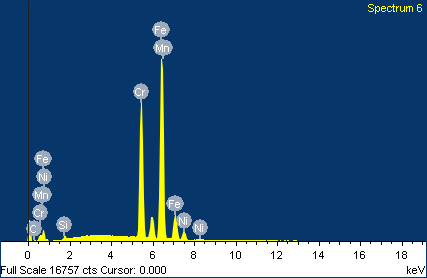 Spectrum 6
Fe
Mn
Cr
Fe
Ni
Mn
Cr
C
Si
Fe
Ni
Ni
0 2 4 6 8 10 12 14 16 18
Full Scale 16757 cts Cursor: 0.000 keV